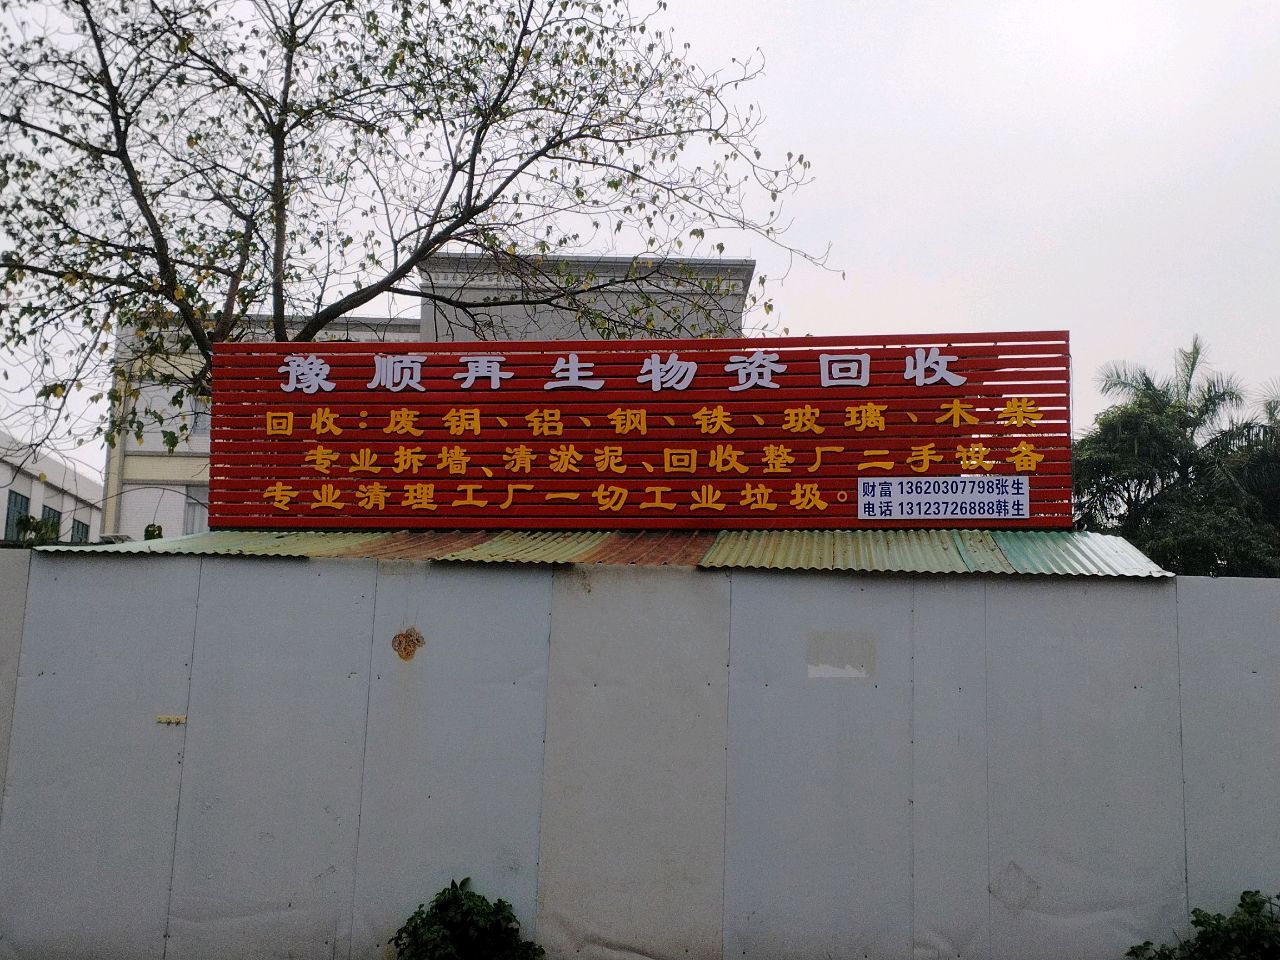 豫顺再生物资回收
回收：废铜、铝、钢、铁、玻璃、木柴
专业拆墙、清淤泥、回收整厂二手设备
专业清理工厂一切工业垃圾。
财富 13620307798张生
电话 13123726888韩生